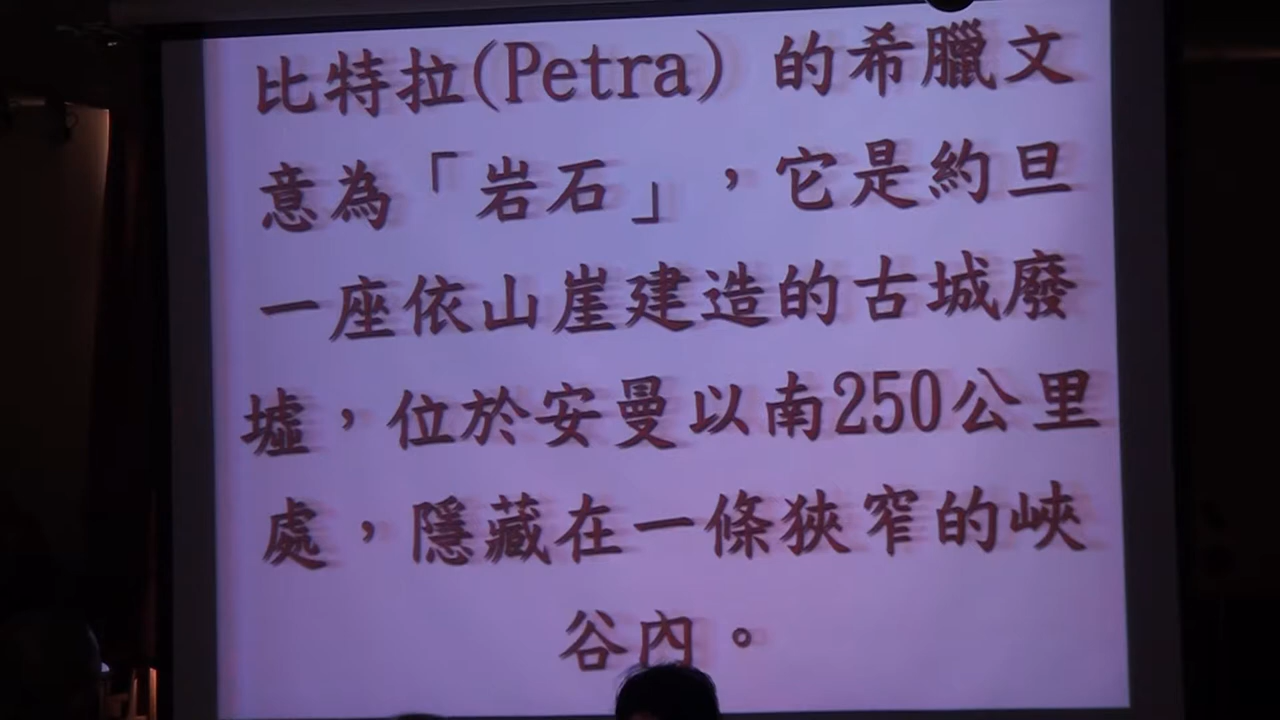 比特拉(Petra) 的希臘文
意為「岩石」，它是約旦
一座依山崖建造的古城廢
墟，位於安曼以南250公里
處，隱藏在一條狹窄的峽
谷內。